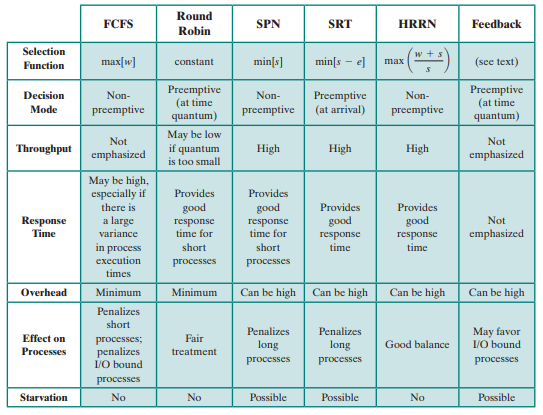 FCFS Round Robin SPN SRT HRRN Feedback
Selection Function max[w] constant min[s] min[s − e] max ((w + s)/s) (see text)
Decision Mode Non-preemptive Preemptive (at time quantum) Non-preemptive Preemptive (at arrival) Non-preemptive Preemptive (at time quantum)
Throughput Not emphasized May be low if quantum is too small High High High Not emphasized
Response Time May be high, especially if there is a large variance in process execution times Provides good response time for short processes Provides good response time for short processes Provides good response time Provides good response time Not emphasized
Overhead Minimum Minimum Can be high Can be high Can be high Can be high
Effect on Processes Penalizes short processes; penalizes I/O bound processes Fair treatment Penalizes long processes Penalizes long processes Good balance May favor I/O bound processes
Starvation No No Possible Possible No Possible